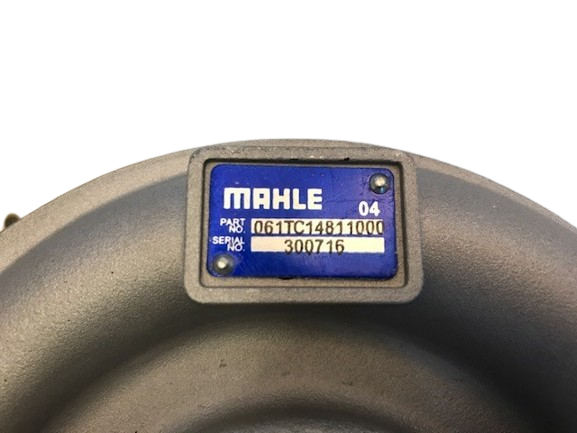 MAHLE
04
PART NO. 061TC14811000
SERIAL NO. 300716